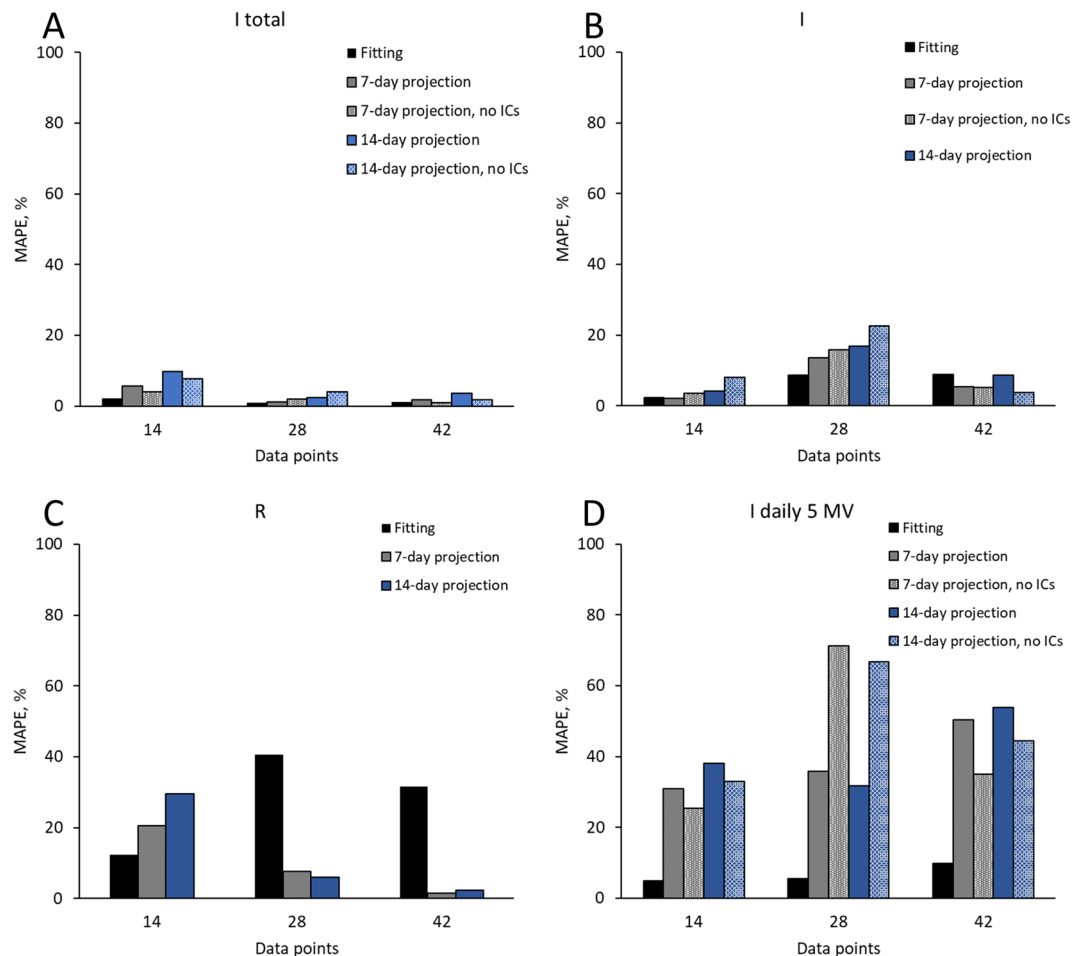 A
I total
Fitting
7-day projection
7-day projection, no ICs
14-day projection
14-day projection, no ICs
100
80
60
40
20
0
MAPE, %
14
28
42
Data points
B
I
Fitting
7-day projection
7-day projection, no ICs
14-day projection
100
80
60
40
20
0
MAPE, %
14
28
42
Data points
C
R
Fitting
7-day projection
14-day projection
100
80
60
40
20
0
MAPE, %
14
28
42
Data points
D
I daily 5 MV
Fitting
7-day projection
7-day projection, no ICs
14-day projection
14-day projection, no ICs
100
80
60
40
20
0
MAPE, %
14
28
42
Data points